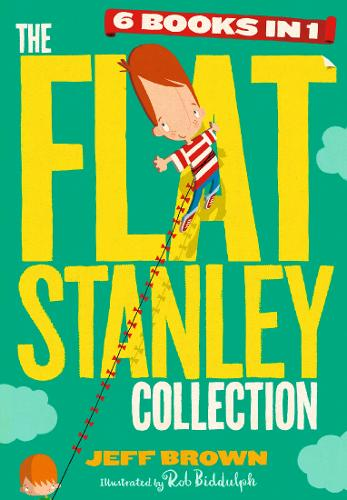 6 BOOKS IN 1
THE
FLAT
STANLEY
COLLECTION
JEFF BROWN
Illustrated by Rob Biddulph